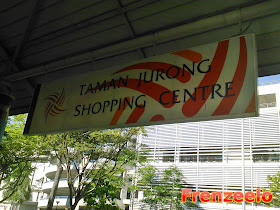 TAMAN JURONG
SHOPPING CENTRE
Frenzeelo